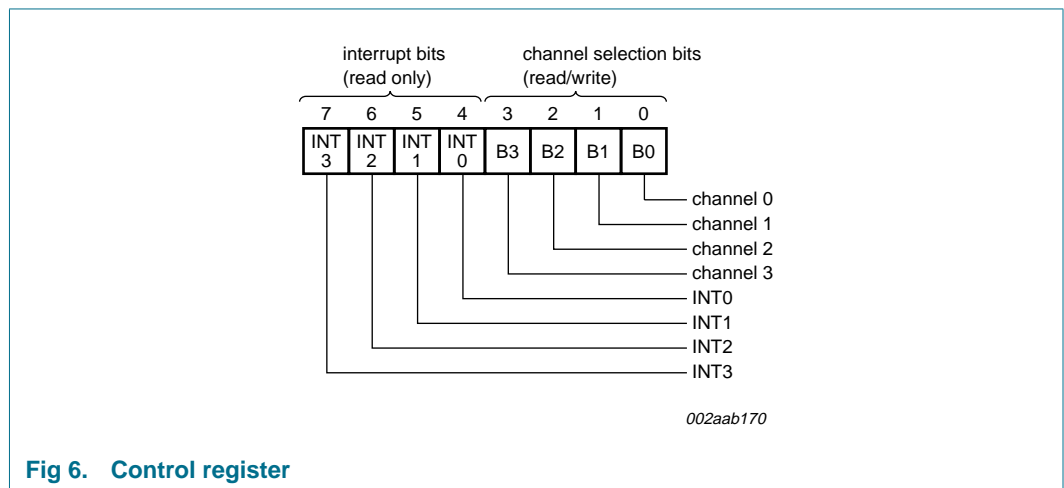 interrupt bits channel selection bits
(read only) (read/write)
7 6 5 4 3 2 1 0
INT INT INT INT B3 B2 B1 B0
3 2 1 0
channel 0
channel 1
channel 2
channel 3
INT0
INT1
INT2
INT3
002aab170
Fig 6. Control register